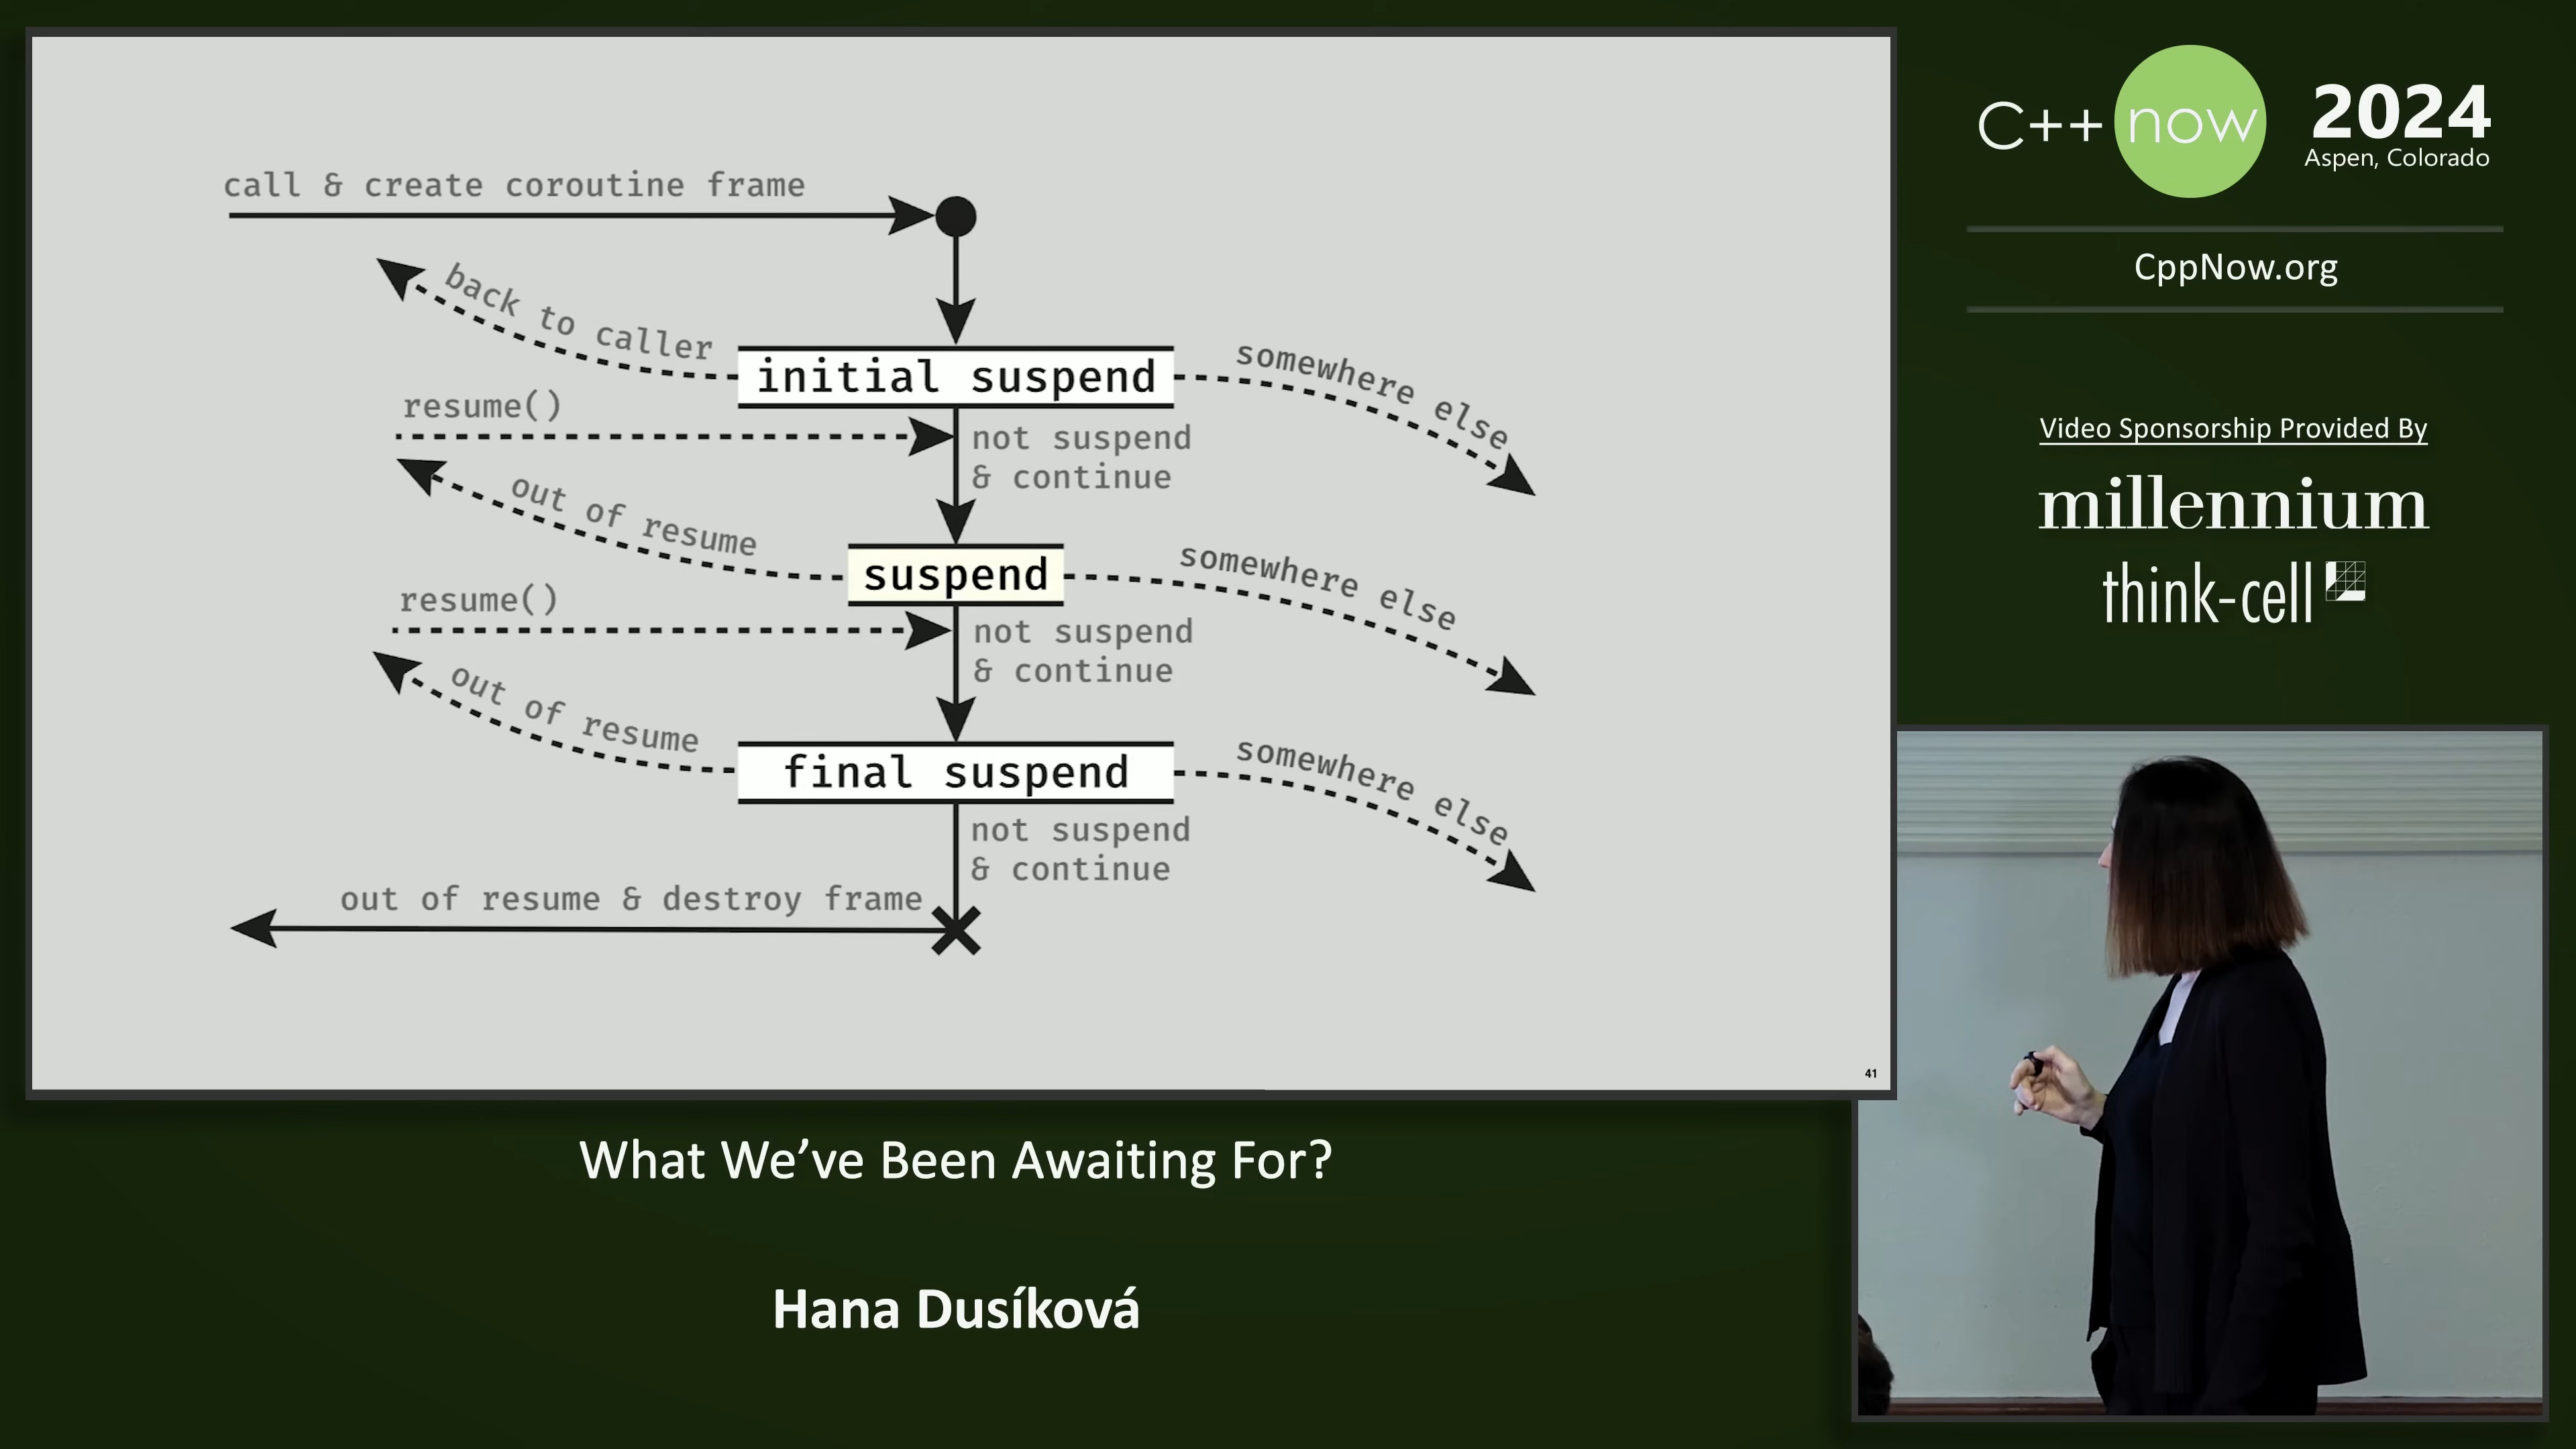 call & create coroutine frame
back to caller
initial suspend
somewhere else
resume()
not suspend
& continue
out of resume
suspend
somewhere else
resume()
not suspend
& continue
out of resume
final suspend
somewhere else
not suspend
& continue
out of resume & destroy frame
41
C++ now
2024
Aspen, Colorado
CppNow.org
Video Sponsorship Provided By
millennium
think-cell
What We’ve Been Awaiting For?
Hana Dusíková